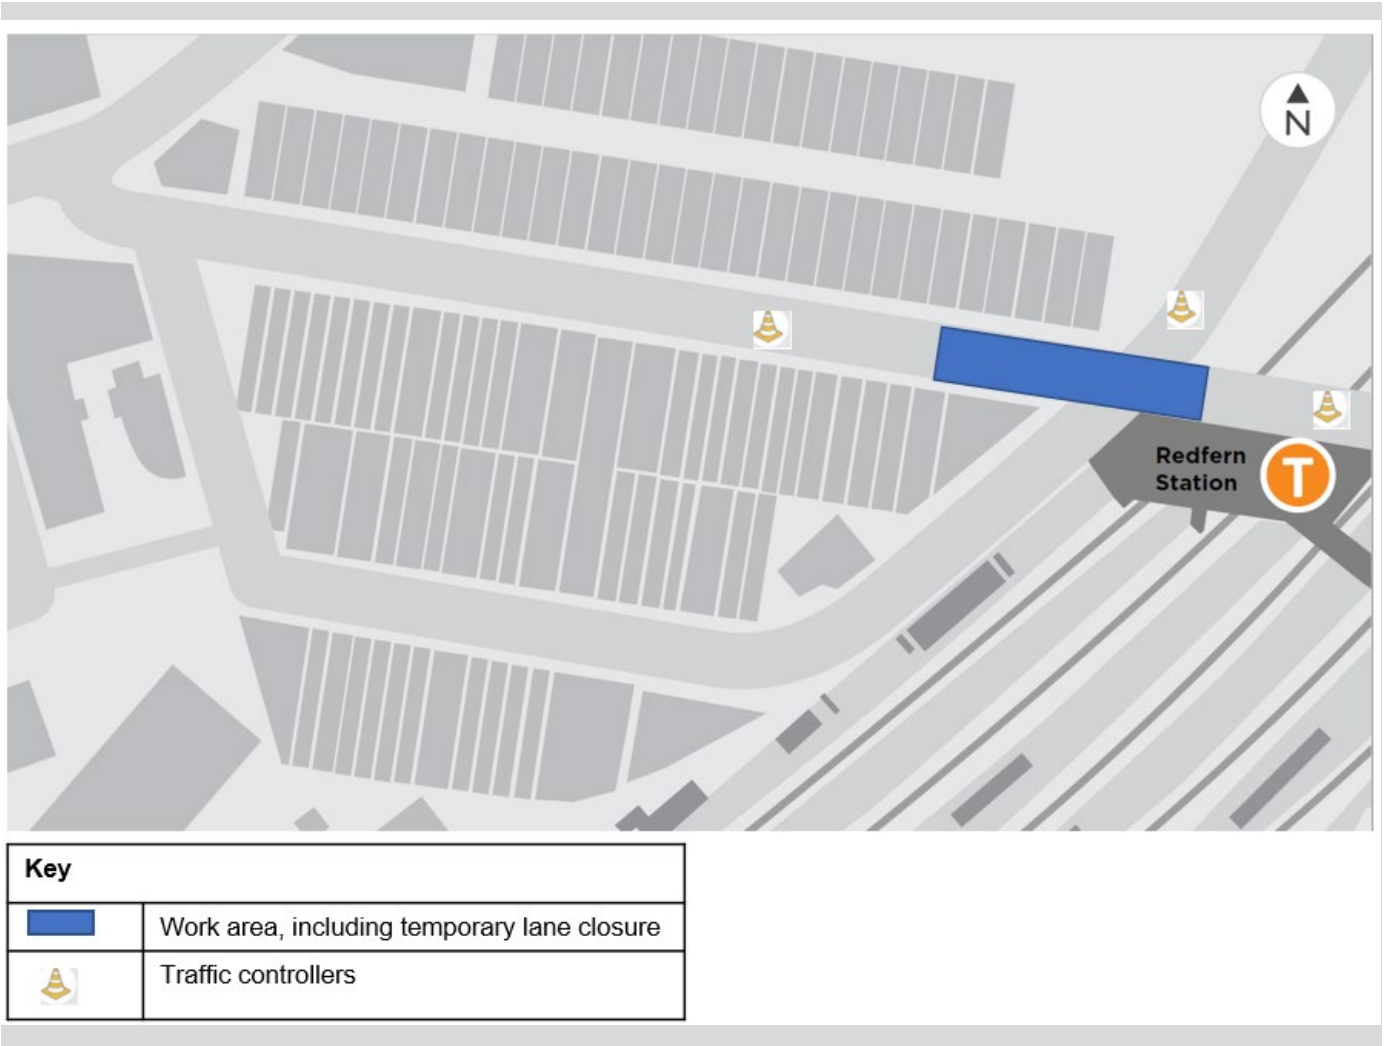 N
Redfern
Station
T
Key
Work area, including temporary lane closure
Traffic controllers